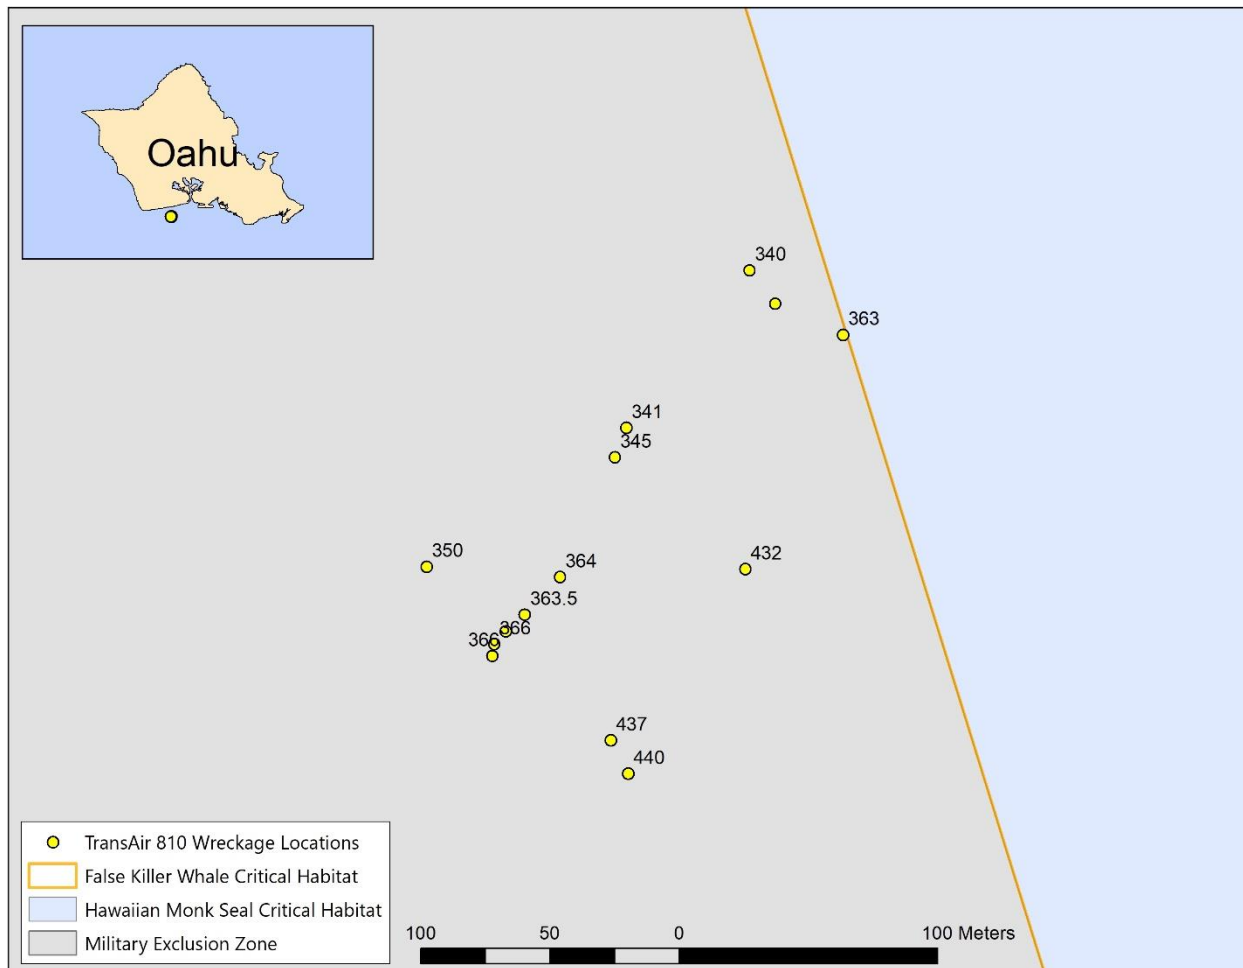 Oahu
340
363
341
345
350
364
432
363.5
366
366
437
440
TransAir 810 Wreckage Locations
False Killer Whale Critical Habitat
Hawaiian Monk Seal Critical Habitat
Military Exclusion Zone
100 50 0 100 Meters